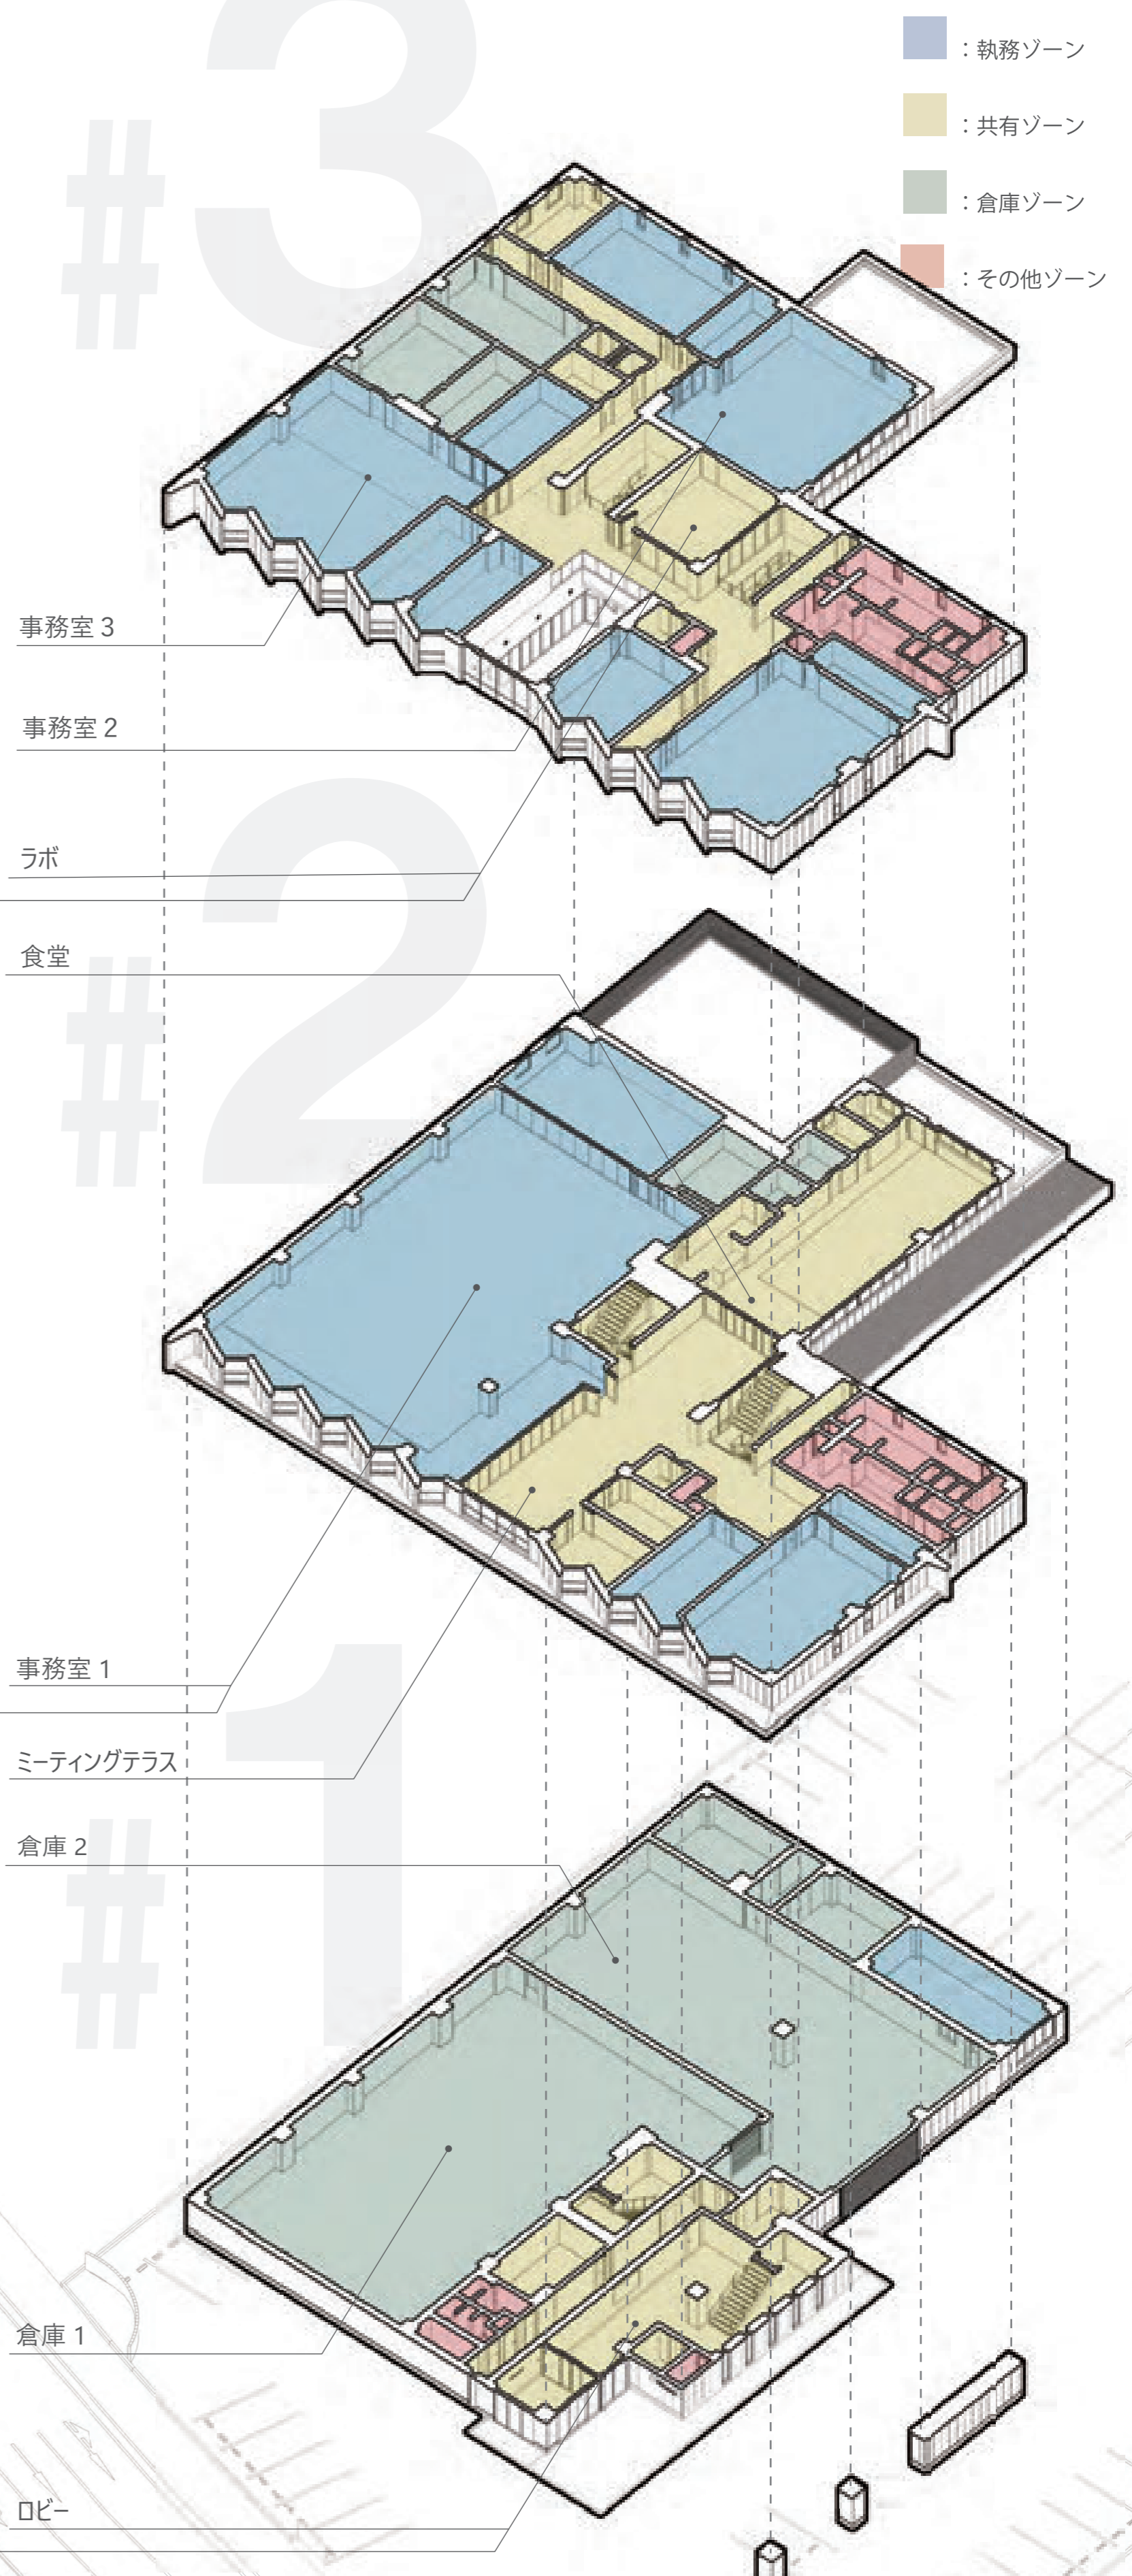 ：執務ゾーン
：共有ゾーン
：倉庫ゾーン
：その他ゾーン
#3
事務室 3
事務室 2
ラボ
#2
食堂
事務室 1
ミーティングテラス
#1
倉庫 2
倉庫 1
ロビー